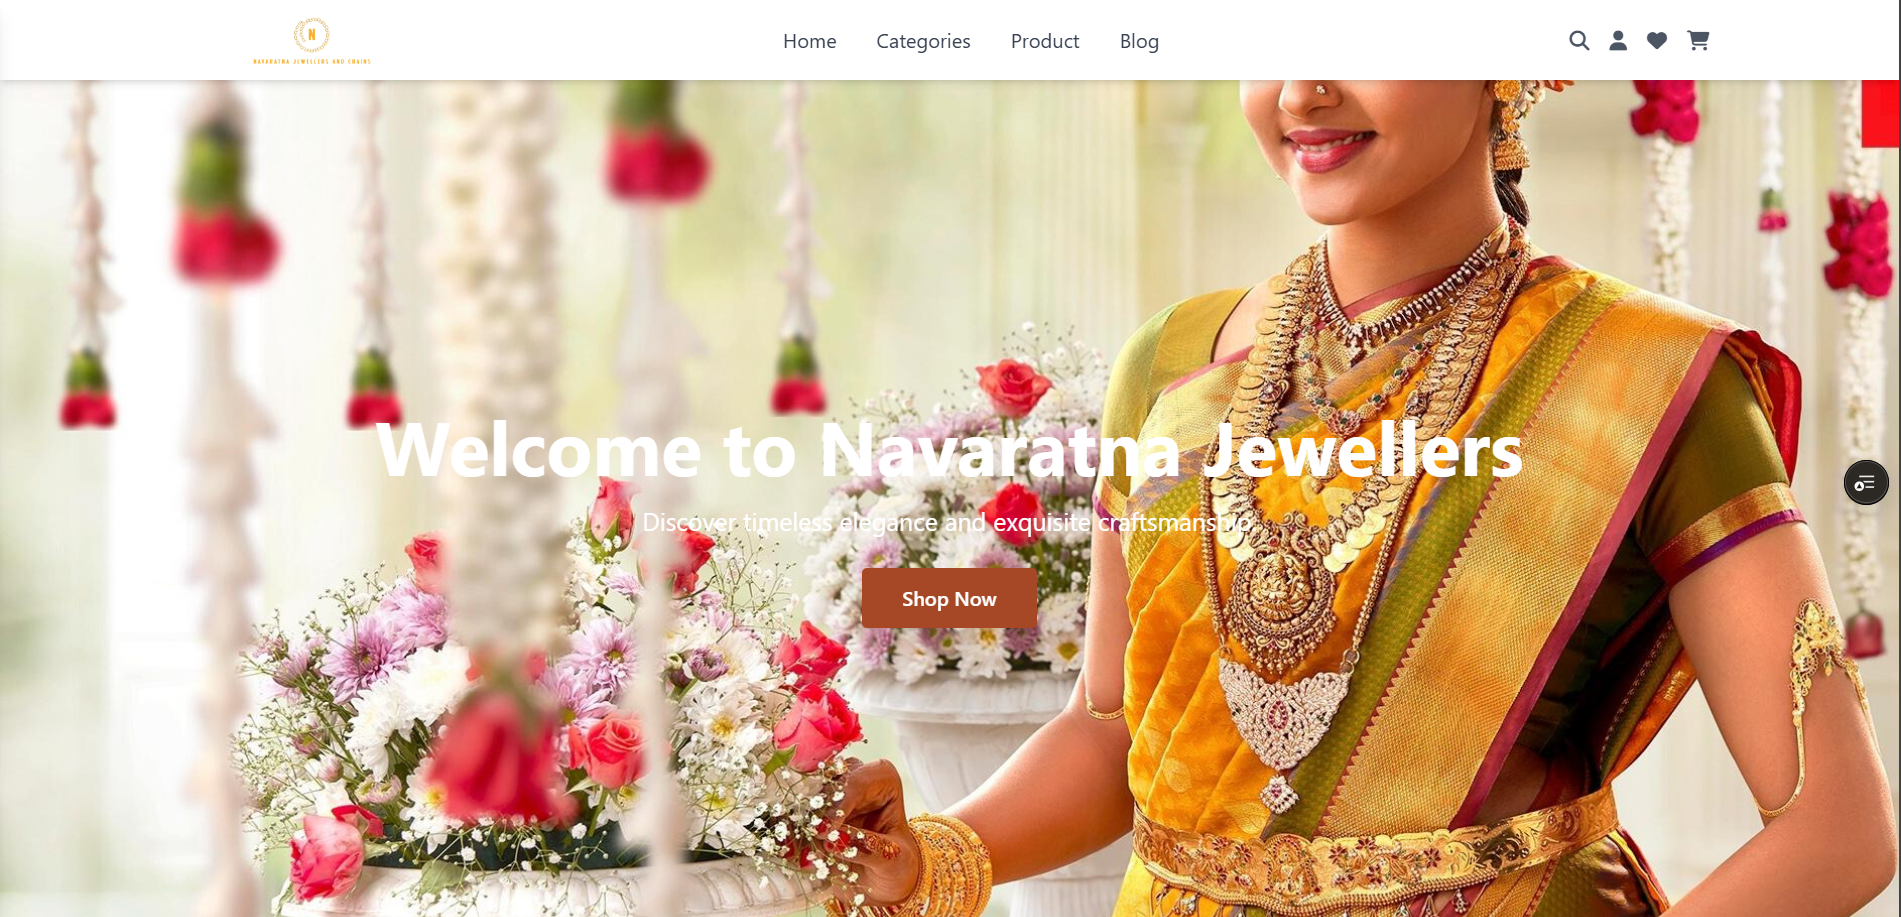 N
NAVARATNA JEWELLERS AND CHAINS
Home Categories Product Blog
Welcome to Navaratna Jewellers
Discover timeless elegance and exquisite craftsmanship
Shop Now